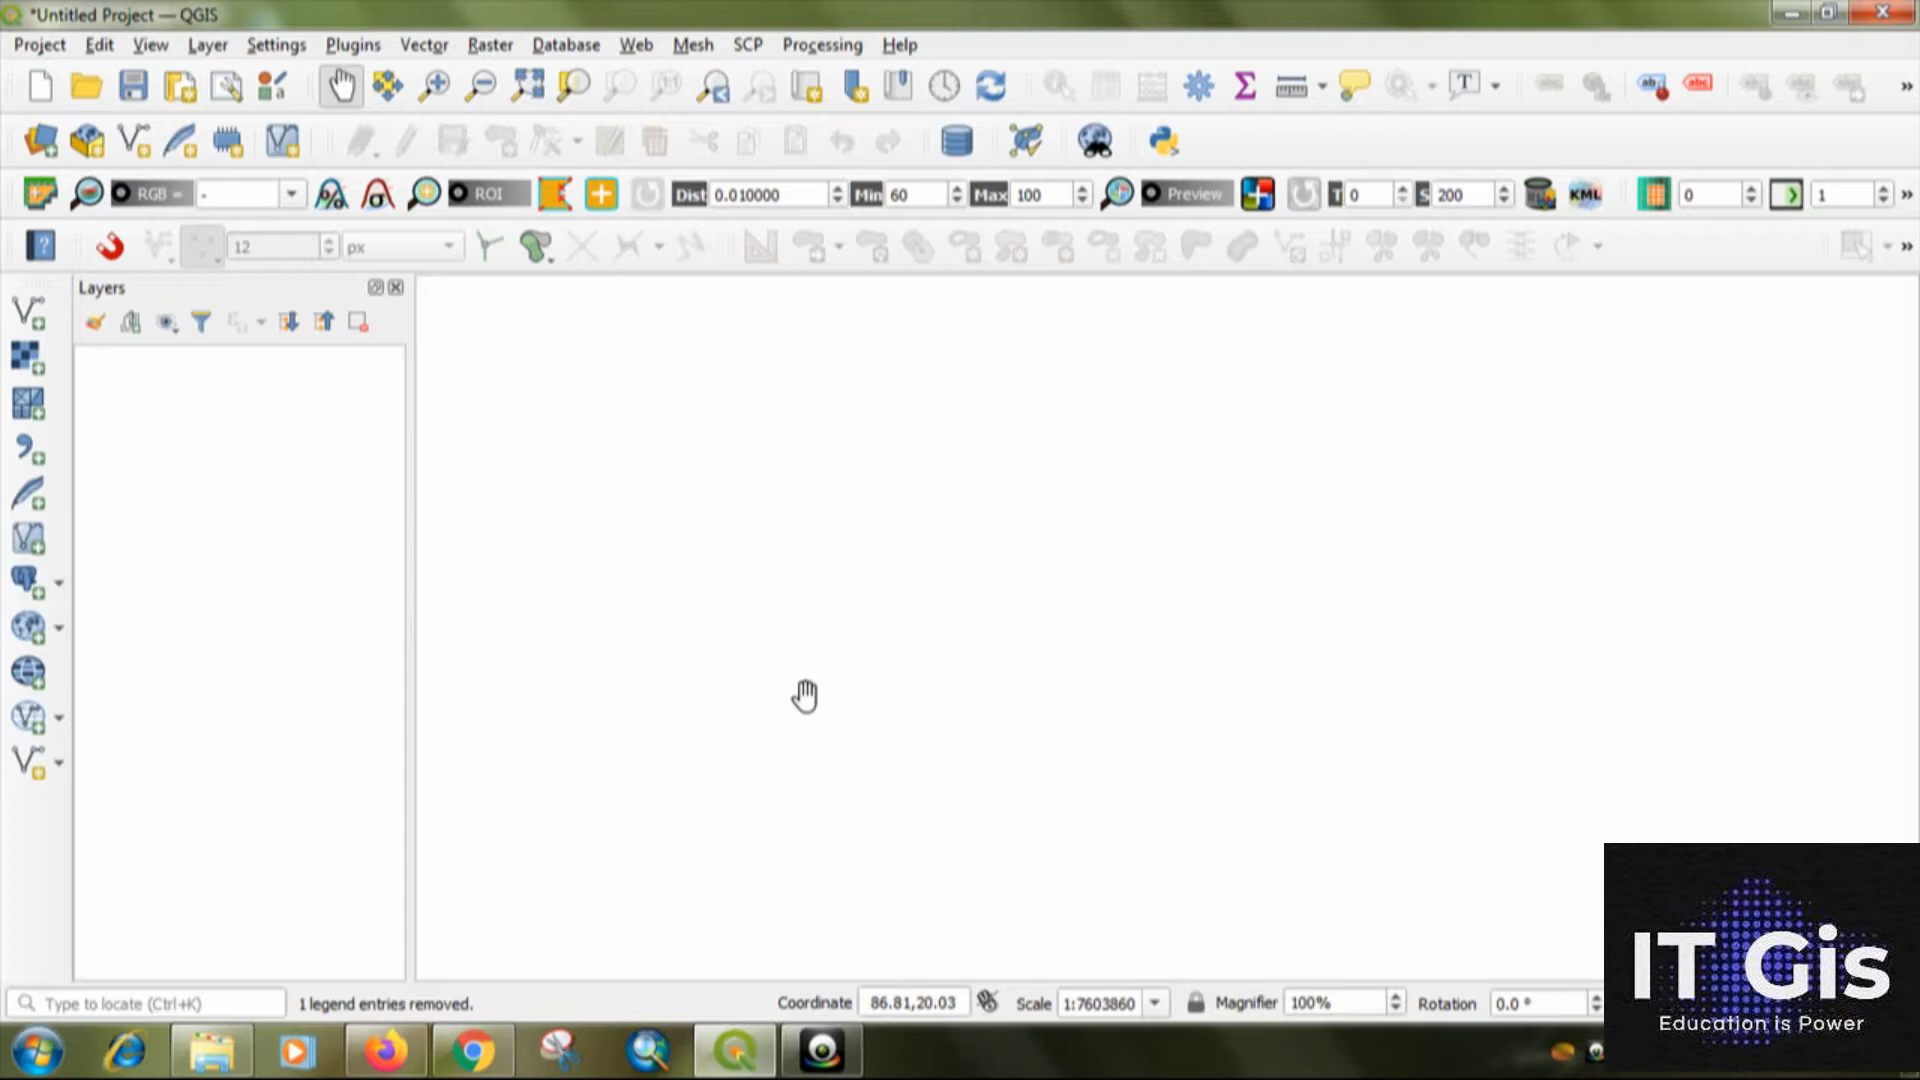 *Untitled Project — QGIS
Project Edit View Layer Settings Plugins Vector Raster Database Web Mesh SCP Processing Help
RGB = - ROI Dist 0.010000 Min 60 Max 100 Preview T 0 S 200 KML 0 1
12 px
Layers
Type to locate (Ctrl+K) 1 legend entries removed. Coordinate 86.81,20.03 Scale 1:7603860 Magnifier 100% Rotation 0.0 °
IT Gis
Education is Power